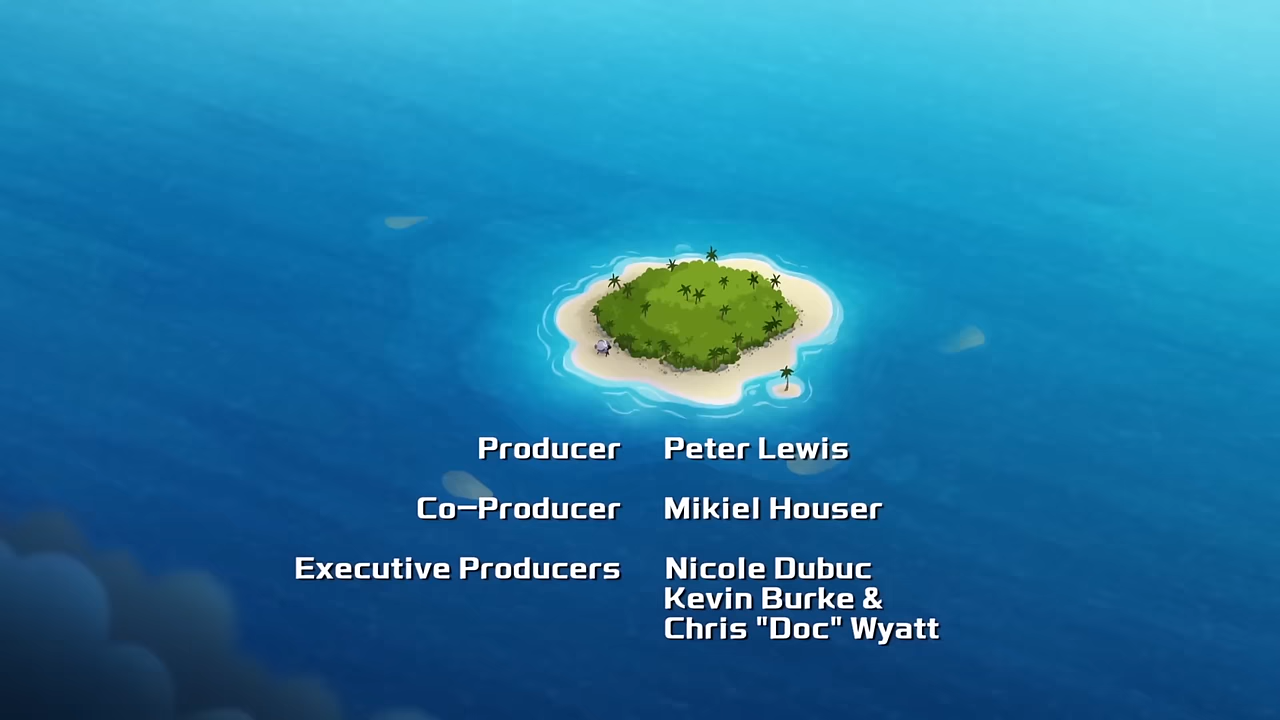 Producer Peter Lewis
Co-Producer Mikiel Houser
Executive Producers Nicole Dubuc
Kevin Burke &
Chris "Doc" Wyatt